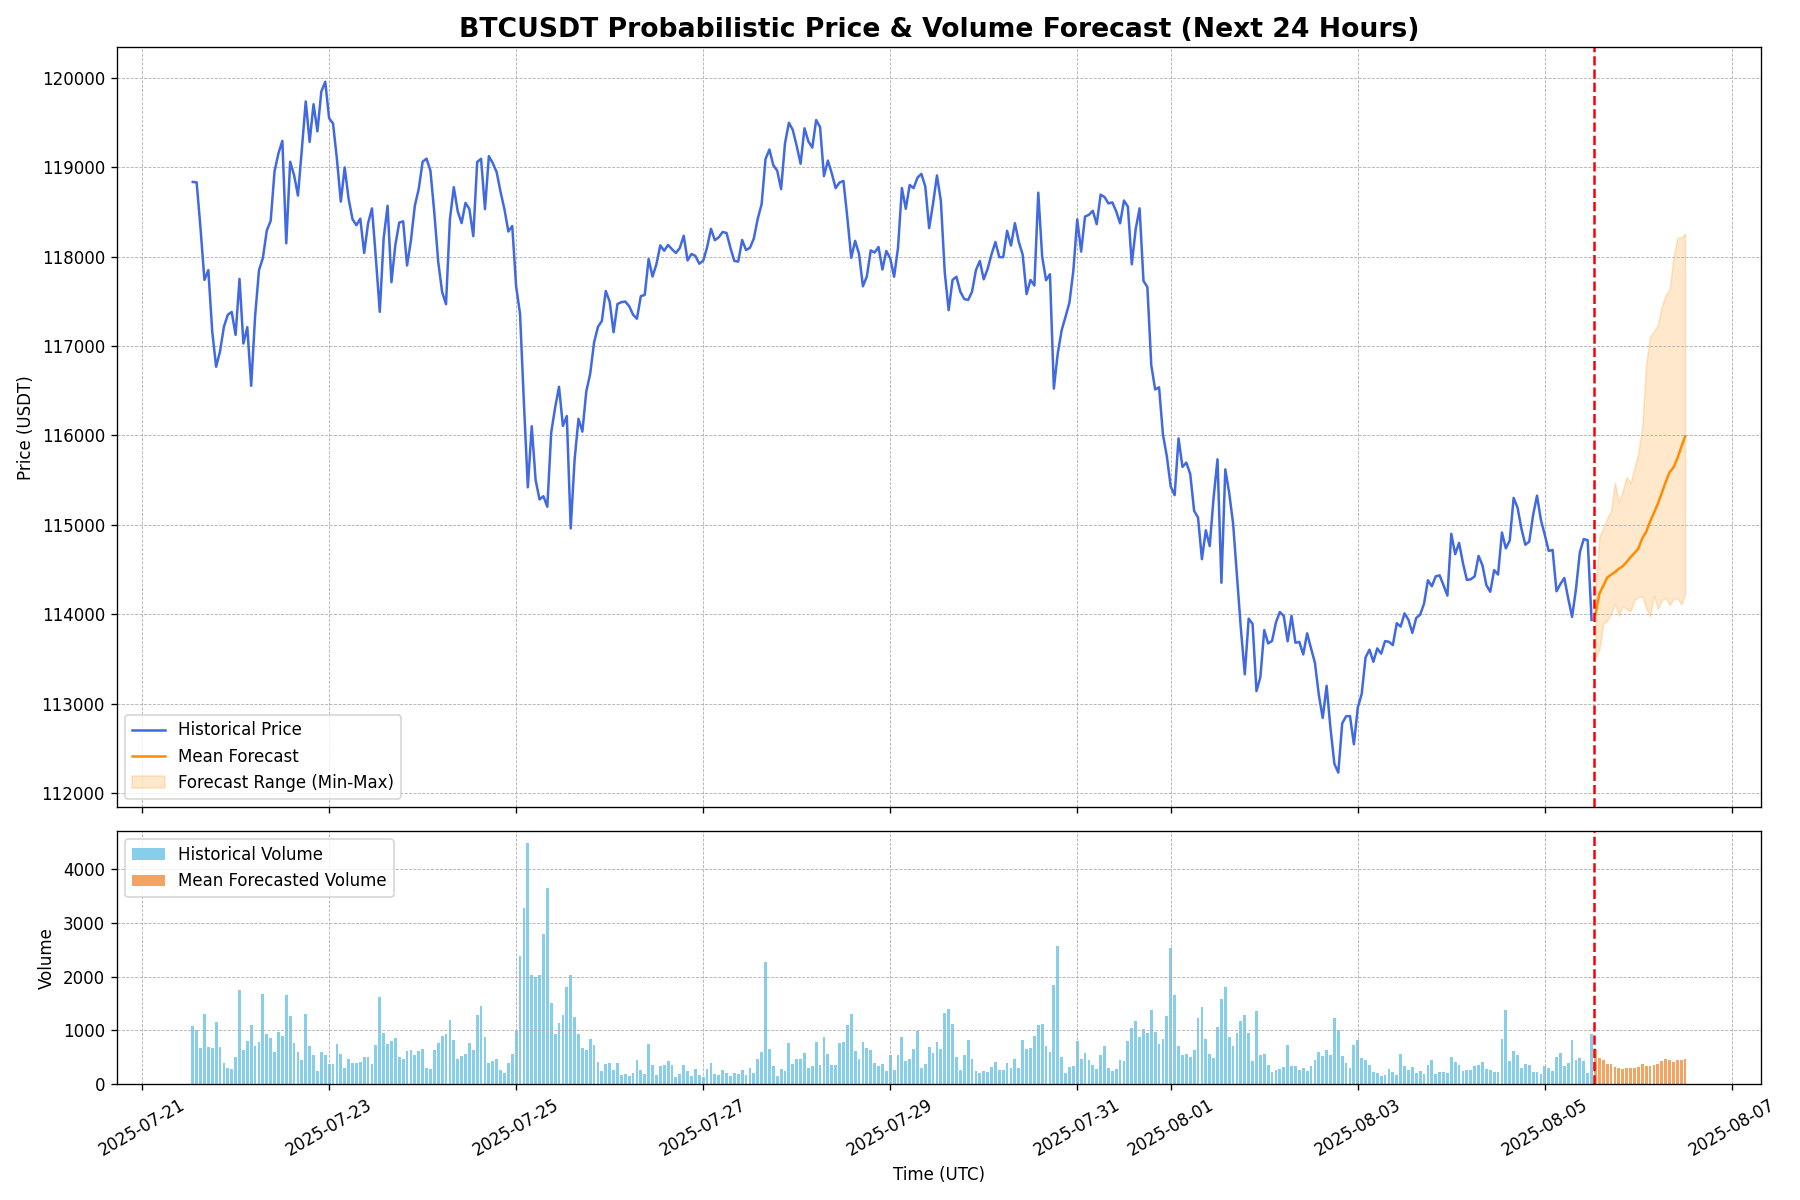 BTCUSDT Probabilistic Price & Volume Forecast (Next 24 Hours)
Price (USDT)
120000
119000
118000
117000
116000
115000
114000
113000
112000
Historical Price
Mean Forecast
Forecast Range (Min-Max)
Volume
4000
3000
2000
1000
0
Historical Volume
Mean Forecasted Volume
2025-07-21
2025-07-23
2025-07-25
2025-07-27
2025-07-29
2025-07-31
2025-08-01
2025-08-03
2025-08-05
2025-08-07
Time (UTC)